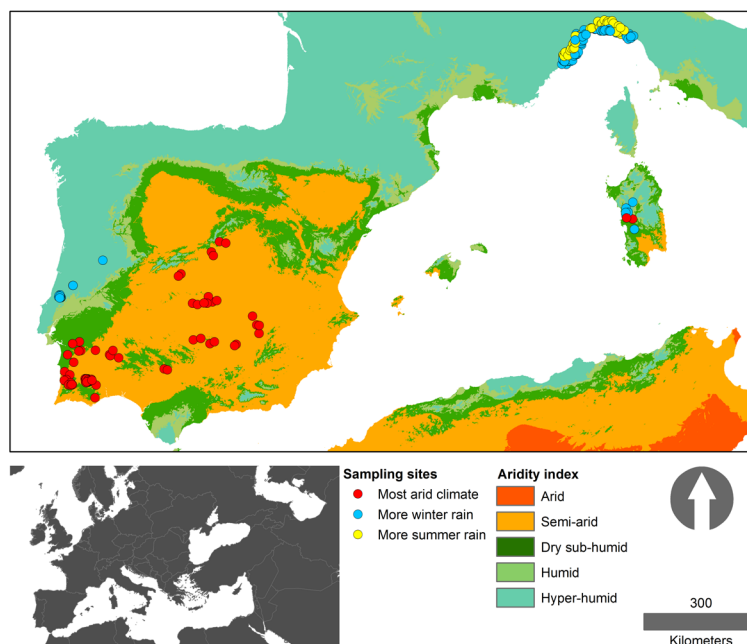 Sampling sites
Most arid climate
More winter rain
More summer rain
Aridity index
Arid
Semi-arid
Dry sub-humid
Humid
Hyper-humid
300
Kilometers